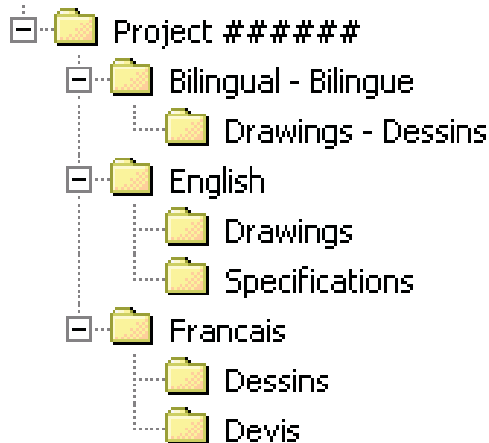 Project ######
Bilingual - Bilingue
Drawings - Dessins
English
Drawings
Specifications
Francais
Dessins
Devis